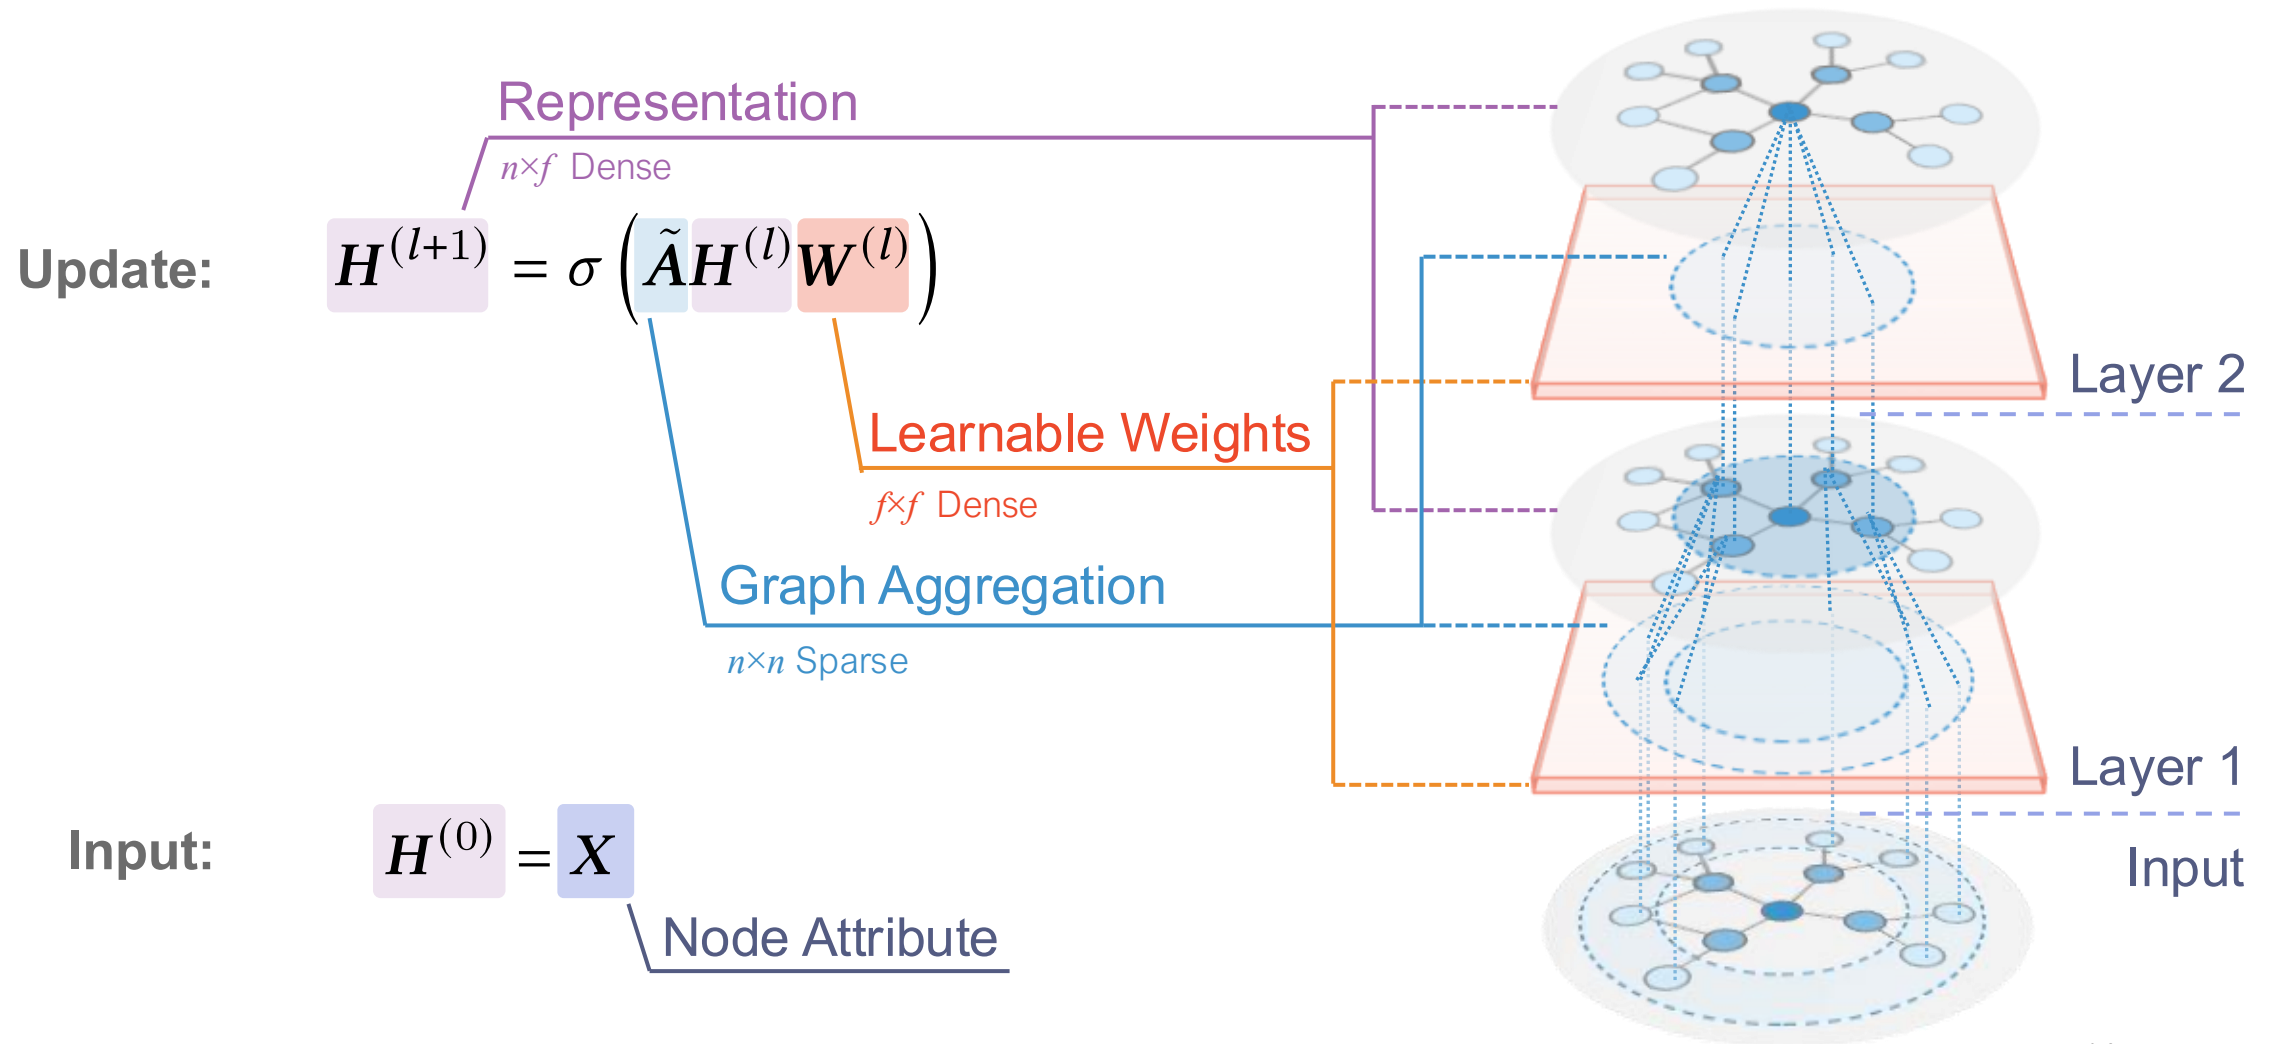 Representation
n×f Dense
Update:
H^(l+1) = σ ( ÃH^(l)W^(l) )
Layer 2
Learnable Weights
f×f Dense
Graph Aggregation
n×n Sparse
Layer 1
Input:
H^(0) = X
Input
Node Attribute